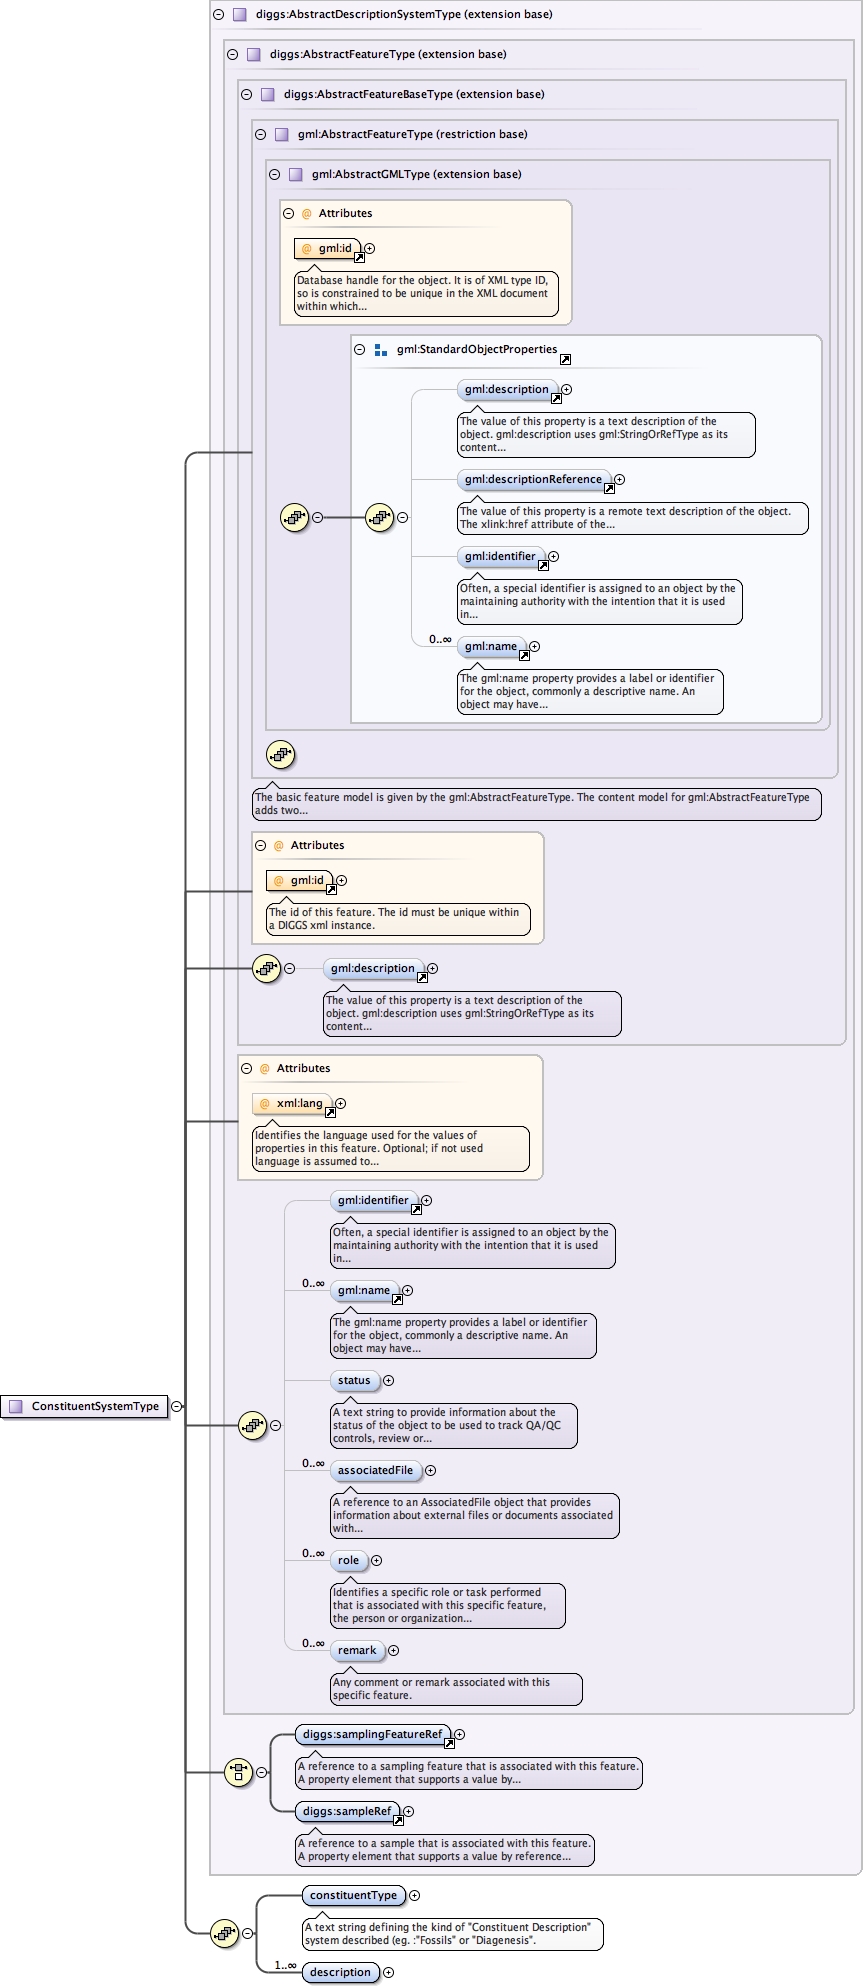 diggs:AbstractDescriptionSystemType (extension base)
diggs:AbstractFeatureType (extension base)
diggs:AbstractFeatureBaseType (extension base)
gml:AbstractFeatureType (restriction base)
gml:AbstractGMLType (extension base)
@ Attributes
@ gml:id
Database handle for the object. It is of XML type ID,
so is constrained to be unique in the XML document
within which...
gml:StandardObjectProperties
gml:description
The value of this property is a text description of the
object. gml:description uses gml:StringOrRefType as its
content...
gml:descriptionReference
The value of this property is a remote text description of the object.
The xlink:href attribute of the...
gml:identifier
Often, a special identifier is assigned to an object by the
maintaining authority with the intention that it is used
in...
0..∞
gml:name
The gml:name property provides a label or identifier
for the object, commonly a descriptive name. An
object may have...
The basic feature model is given by the gml:AbstractFeatureType. The content model for gml:AbstractFeatureType
adds two...
@ Attributes
@ gml:id
The id of this feature. The id must be unique within
a DIGGS xml instance.
gml:description
The value of this property is a text description of the
object. gml:description uses gml:StringOrRefType as its
content...
@ Attributes
@ xml:lang
Identifies the language used for the values of
properties in this feature. Optional; if not used
language is assumed to...
gml:identifier
Often, a special identifier is assigned to an object by the
maintaining authority with the intention that it is used
in...
0..∞
gml:name
The gml:name property provides a label or identifier
for the object, commonly a descriptive name. An
object may have...
status
A text string to provide information about the
status of the object to be used to track QA/QC
controls, review or...
ConstituentSystemType
0..∞
associatedFile
A reference to an AssociatedFile object that provides
information about external files or documents associated
with...
0..∞
role
Identifies a specific role or task performed
that is associated with this specific feature,
the person or organization...
0..∞
remark
Any comment or remark associated with this
specific feature.
diggs:samplingFeatureRef
A reference to a sampling feature that is associated with this feature.
A property element that supports a value by...
diggs:sampleRef
A reference to a sample that is associated with this feature.
A property element that supports a value by reference...
constituentType
A text string defining the kind of "Constituent Description"
system described (eg. :"Fossils" or "Diagenesis".
1..∞
description